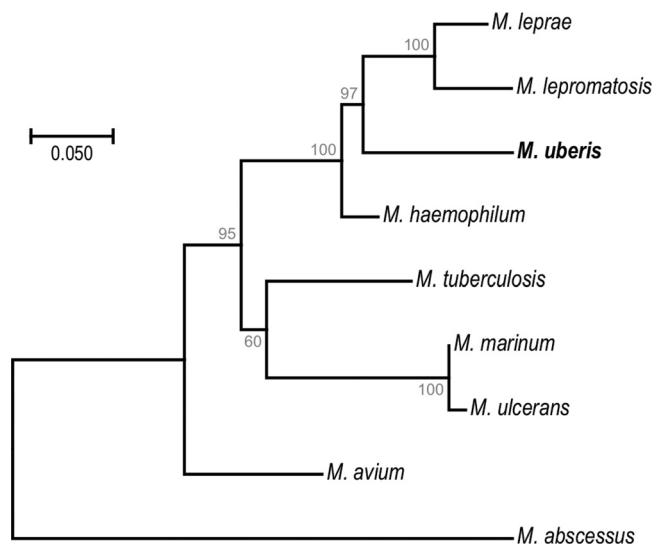 M. leprae
100
M. lepromatosis
97
0.050
M. uberis
100
M. haemophilum
95
M. tuberculosis
60
M. marinum
100
M. ulcerans
M. avium
M. abscessus